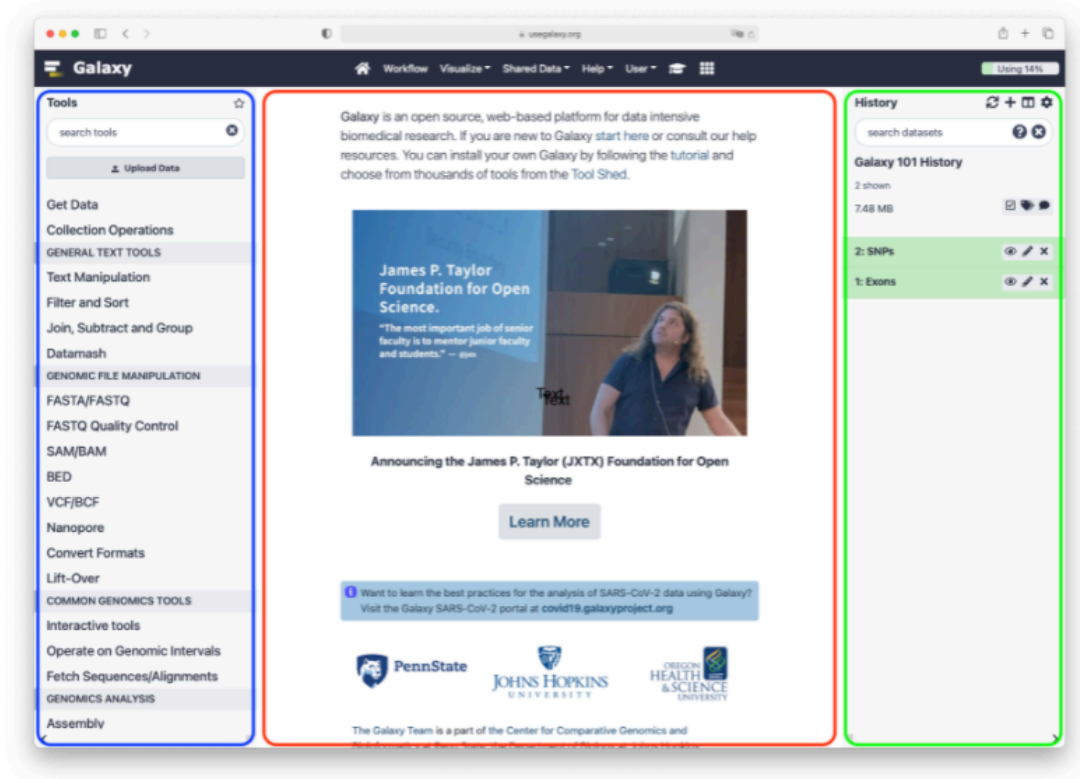 usegalaxy.org
Galaxy
Workflow Visualize Shared Data Help User
Using 14%
Tools
search tools
Upload Data
Get Data
Collection Operations
GENERAL TEXT TOOLS
Text Manipulation
Filter and Sort
Join, Subtract and Group
Datamash
GENOMIC FILE MANIPULATION
FASTA/FASTQ
FASTQ Quality Control
SAM/BAM
BED
VCF/BCF
Nanopore
Convert Formats
Lift-Over
COMMON GENOMICS TOOLS
Interactive tools
Operate on Genomic Intervals
Fetch Sequences/Alignments
GENOMICS ANALYSIS
Assembly
Galaxy is an open source, web-based platform for data intensive
biomedical research. If you are new to Galaxy start here or consult our help
resources. You can install your own Galaxy by following the tutorial and
choose from thousands of tools from the Tool Shed.
James P. Taylor
Foundation for Open
Science.
"The most important job of senior
faculty is to mentor junior faculty
and students." —
Text
Text
Announcing the James P. Taylor (JXTX) Foundation for Open
Science
Learn More
Want to learn the best practices for the analysis of SARS-CoV-2 data using Galaxy?
Visit the Galaxy SARS-CoV-2 portal at covid19.galaxyproject.org
PennState
JOHNS HOPKINS
UNIVERSITY
OREGON
HEALTH
& SCIENCE
UNIVERSITY
The Galaxy Team is a part of the Center for Comparative Genomics and
History
search datasets
Galaxy 101 History
2 shown
7.48 MB
2: SNPs
1: Exons